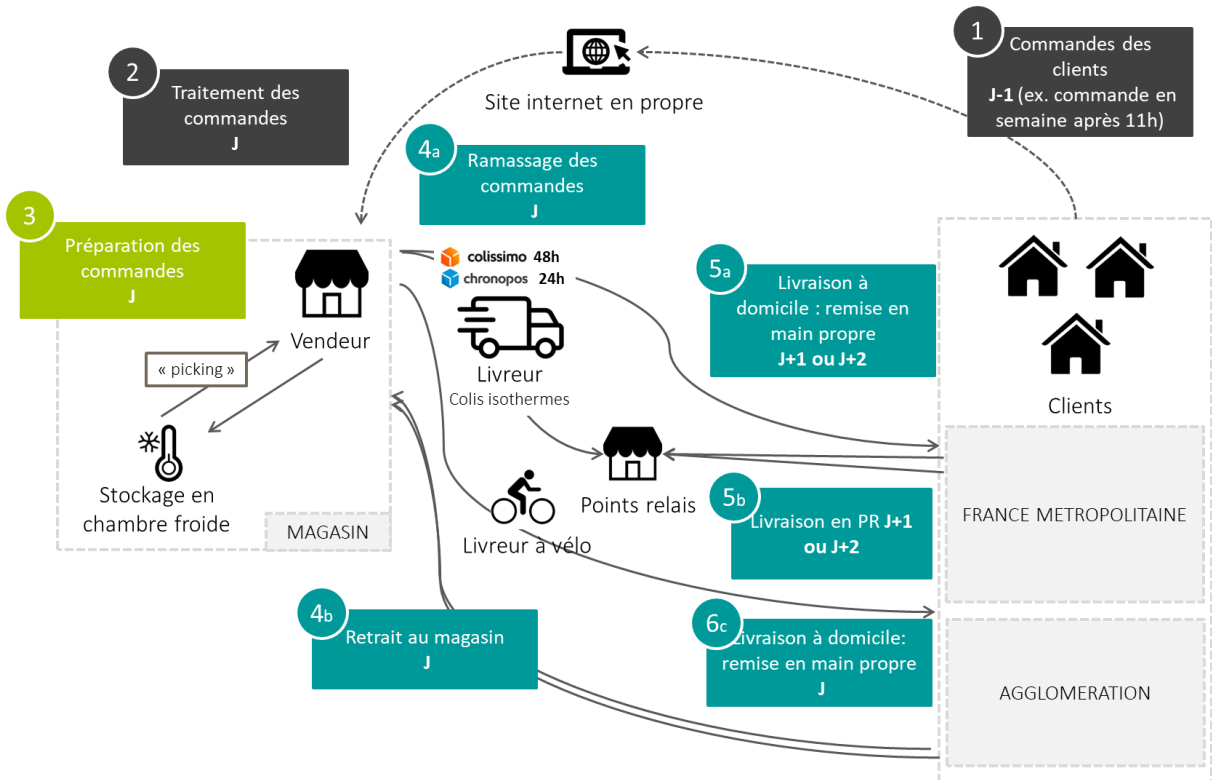 1
Commandes des
clients
J-1 (ex. commande en
semaine après 11h)
2
Traitement des
commandes
J
Site internet en propre
4a
Ramassage des
commandes
J
3
Préparation des
commandes
J
colissimo 48h
chronopos 24h
5a
Livraison à
domicile : remise en
main propre
J+1 ou J+2
Vendeur
« picking »
Livreur
Colis isothermes
Clients
Stockage en
chambre froide
MAGASIN
Points relais
Livreur à vélo
5b
Livraison en PR J+1
ou J+2
FRANCE METROPOLITAINE
4b
Retrait au magasin
J
6c
Livraison à domicile:
remise en main propre
J
AGGLOMERATION